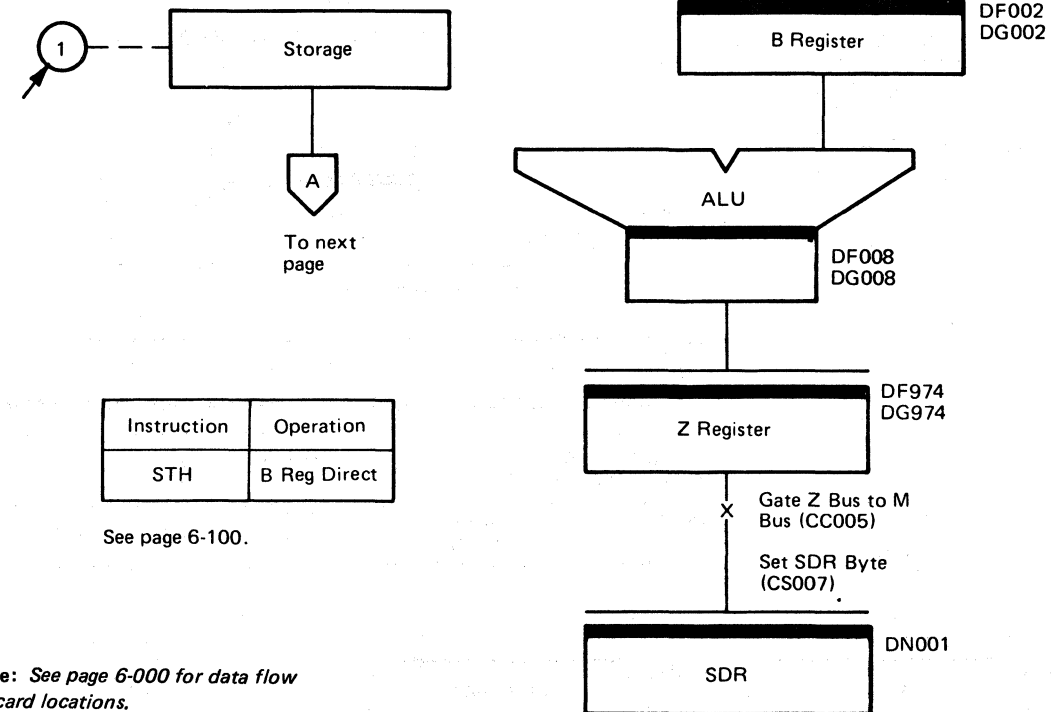 1
Storage
A
To next
page
Instruction Operation
STH B Reg Direct
See page 6-100.
e: See page 6-000 for data flow
card locations.
B Register
DF002
DG002
ALU
DF008
DG008
Z Register
DF974
DG974
X
Gate Z Bus to M
Bus (CC005)
Set SDR Byte
(CS007)
SDR
DN001